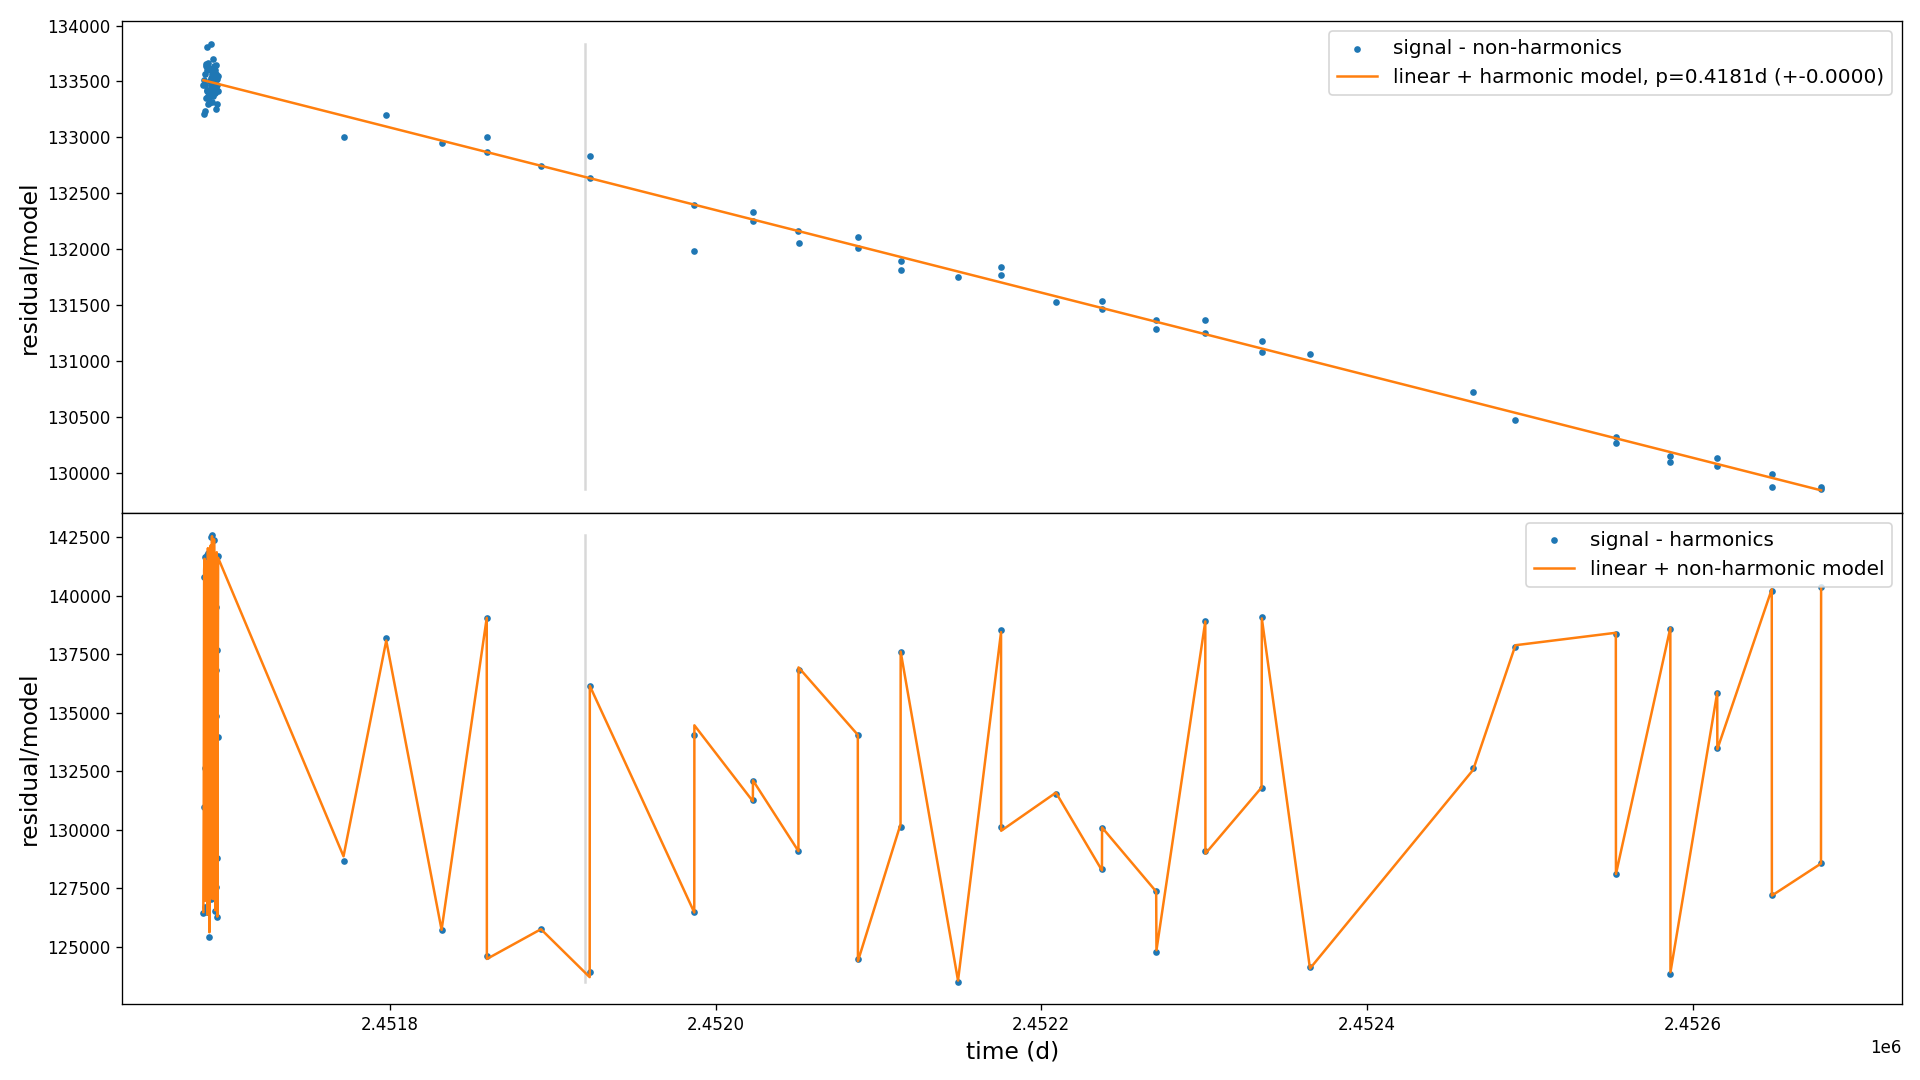 134000
133500
133000
132500
132000
131500
131000
130500
130000
residual/model
signal - non-harmonics
linear + harmonic model, p=0.4181d (+-0.0000)
142500
140000
137500
135000
132500
130000
127500
125000
residual/model
signal - harmonics
linear + non-harmonic model
2.4518 2.4520 2.4522 2.4524 2.4526
1e6
time (d)